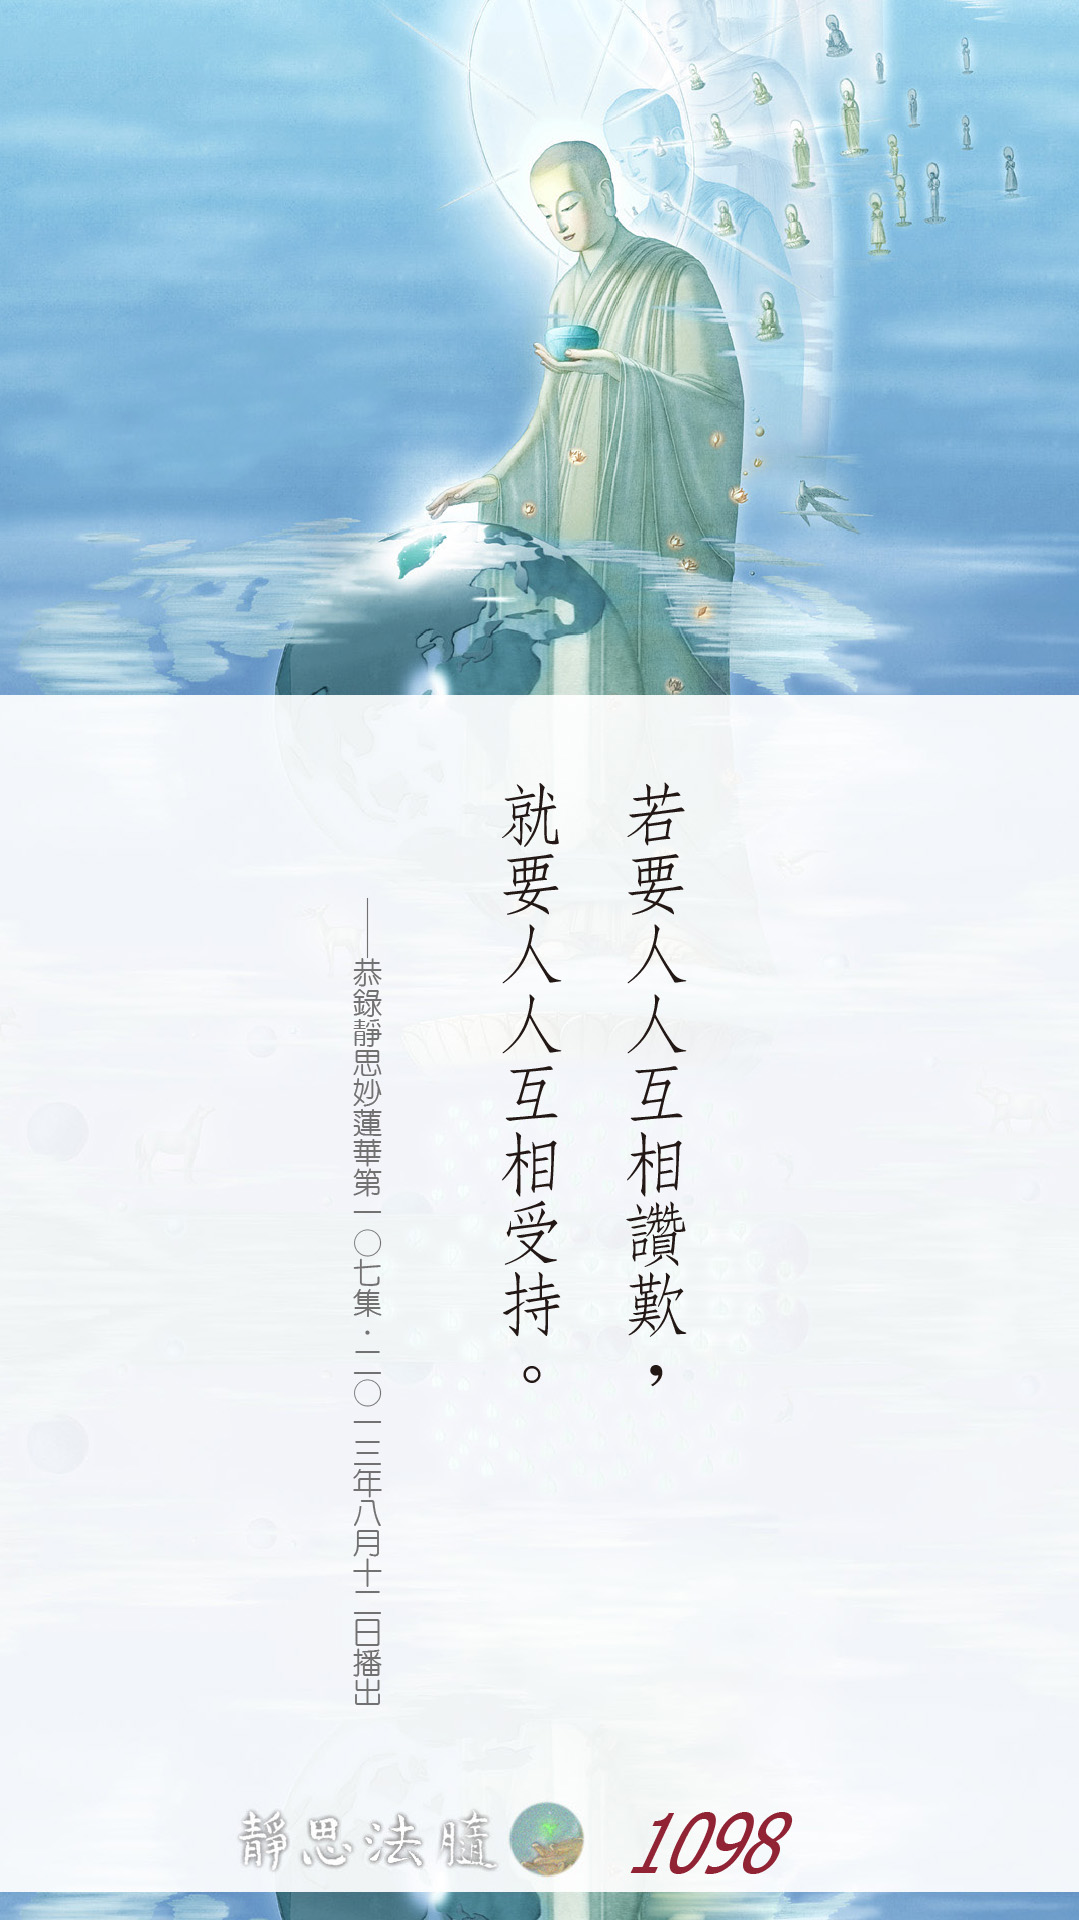 若要人人互相讚歎，
就要人人互相受持。
——恭錄靜思妙蓮華第一〇七集．二〇一三年八月十二日播出
靜思法髓
1098